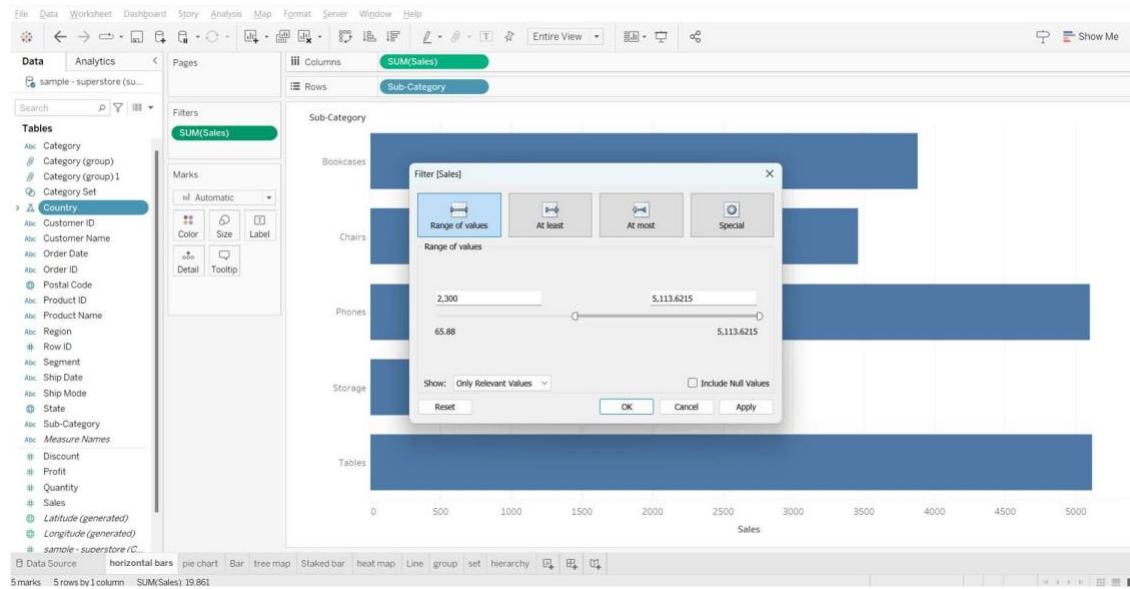 File Data Worksheet Dashboard Story Analysis Map Format Server Window Help
Entire View
Show Me
Data Analytics
Pages
Columns
SUM(Sales)
sample - superstore (su...
Rows
Sub-Category
Search
Tables
Filters
SUM(Sales)
Abc Category
Category (group)
Category (group) 1
Category Set
Country
Abc Customer ID
Abc Customer Name
Abc Order Date
Abc Order ID
Postal Code
Abc Product ID
Abc Product Name
Abc Region
# Row ID
Abc Segment
Abc Ship Date
Abc Ship Mode
State
Abc Sub-Category
Abc Measure Names
# Discount
# Profit
# Quantity
# Sales
Latitude (generated)
Longitude (generated)
# sample - superstore (C...
Marks
Automatic
Color Size Label
Detail Tooltip
Sub-Category
Bookcases
Chairs
Phones
Storage
Tables
0 500 1000 1500 2000 2500 3000 3500 4000 4500 5000
Sales
Filter [Sales]
Range of values At least At most Special
Range of values
2,300 5,113.6215
65.88 5,113.6215
Show: Only Relevant Values Include Null Values
Reset OK Cancel Apply
Data Source horizontal bars pie chart Bar tree map Staked bar heat map Line group set hierarchy
5 marks 5 rows by 1 column SUM(Sales): 19,861